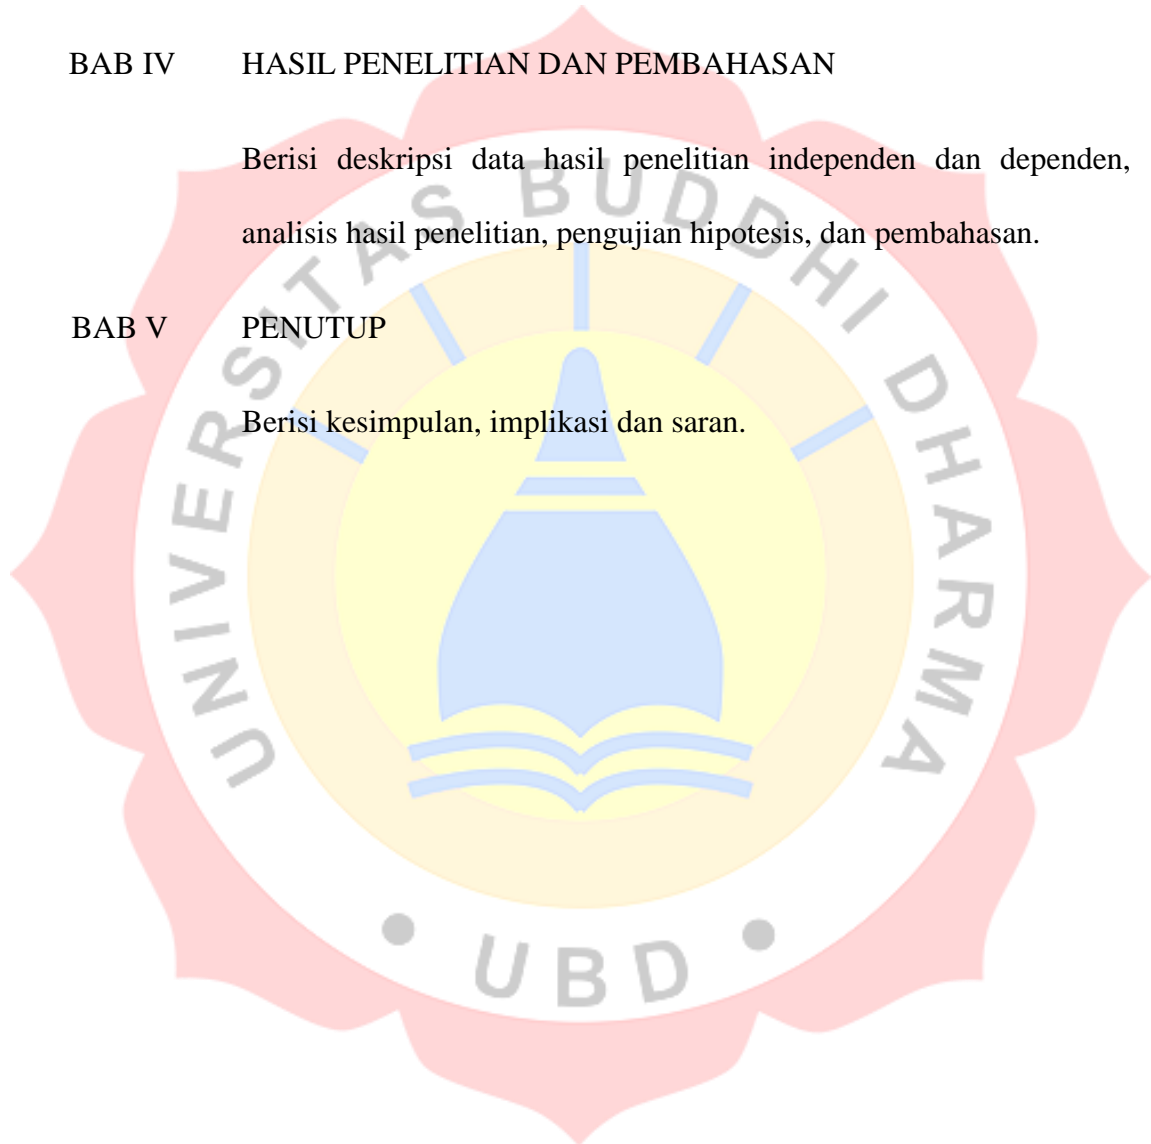 BAB IV HASIL PENELITIAN DAN PEMBAHASAN
Berisi deskripsi data hasil penelitian independen dan dependen,
analisis hasil penelitian, pengujian hipotesis, dan pembahasan.
BAB V PENUTUP
Berisi kesimpulan, implikasi dan saran.
UNIVERSITAS BUDDHI DHARMA
• UBD •